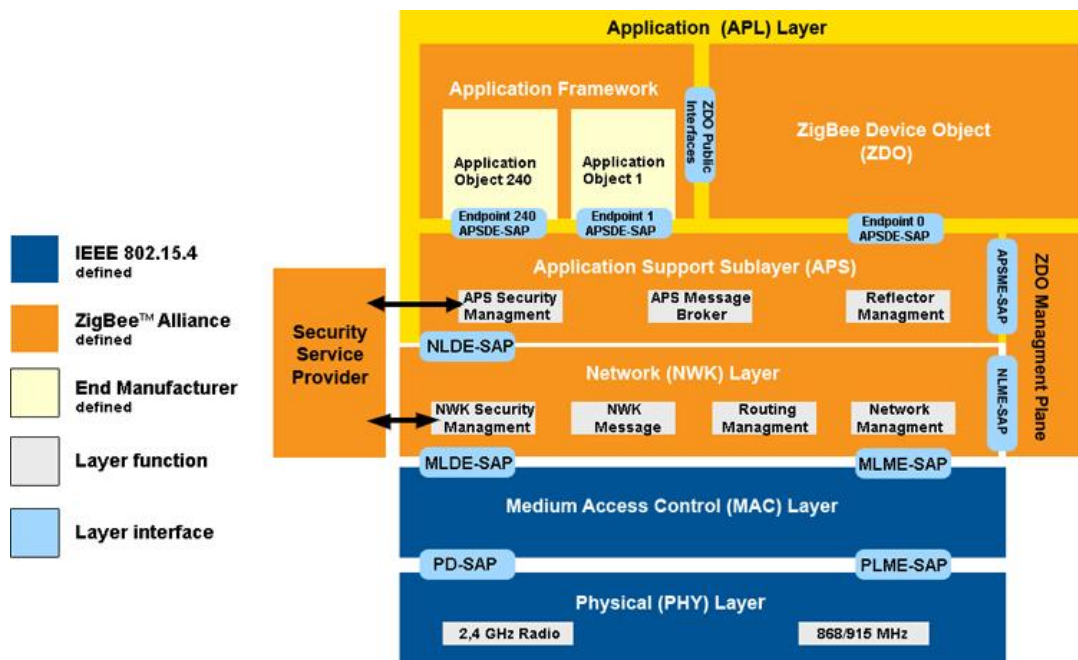 Application (APL) Layer
Application Framework
ZDO Public
Interfaces
ZigBee Device Object
(ZDO)
Application
Object 240
Application
Object 1
Endpoint 240
APSDE-SAP
Endpoint 1
APSDE-SAP
Endpoint 0
APSDE-SAP
IEEE 802.15.4
defined
ZigBee™ Alliance
defined
End Manufacturer
defined
Layer function
Layer interface
Security
Service
Provider
Application Support Sublayer (APS)
APS Security
Managment
APS Message
Broker
Reflector
Managment
APSME-SAP
ZDO Managment Plane
NLDE-SAP
Network (NWK) Layer
NLME-SAP
NWK Security
Managment
NWK
Message
Routing
Managment
Network
Managment
MLDE-SAP
MLME-SAP
Medium Access Control (MAC) Layer
PD-SAP
PLME-SAP
Physical (PHY) Layer
2,4 GHz Radio
868/915 MHz